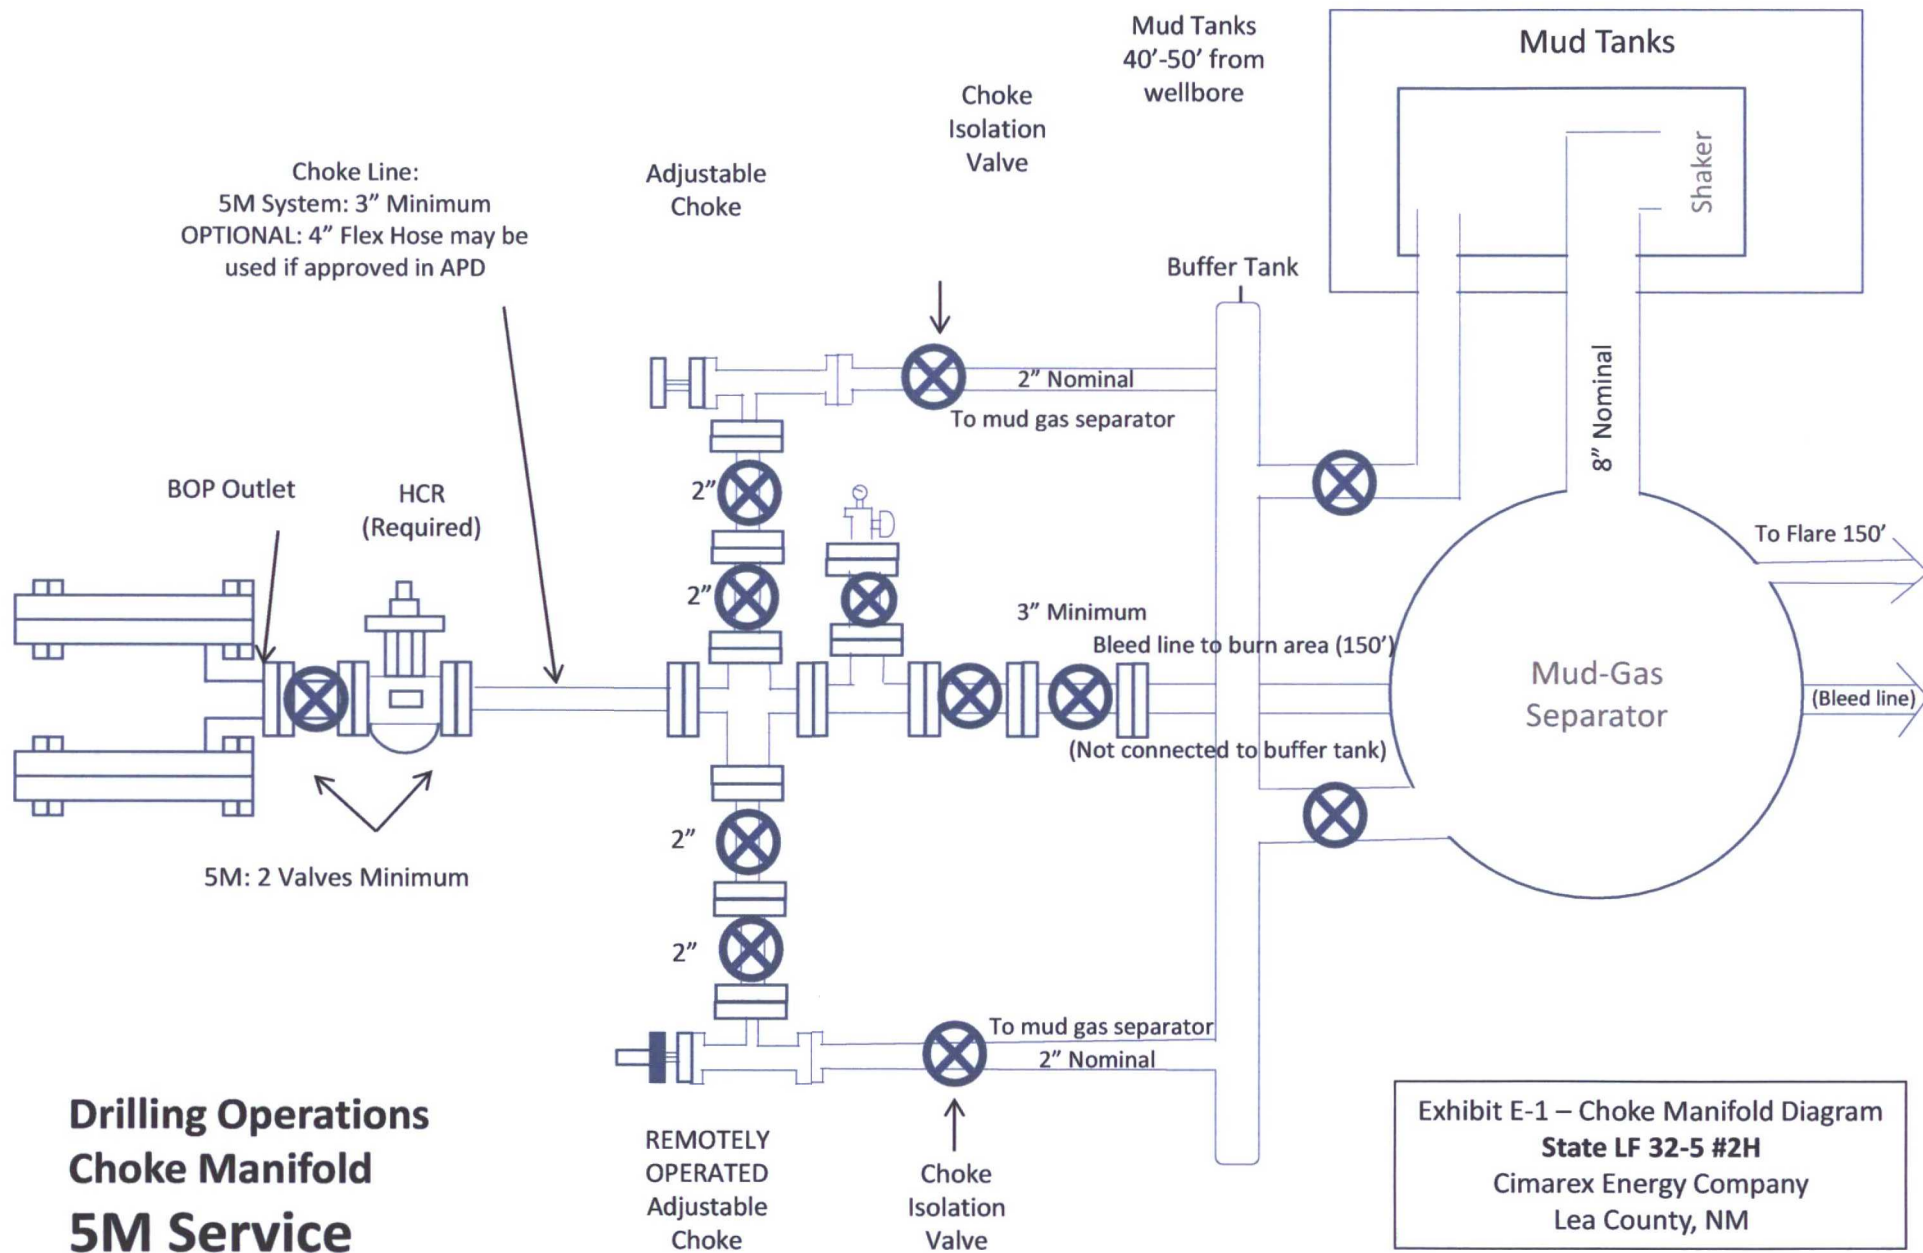 Mud Tanks
40’-50’ from
wellbore
Mud Tanks
Shaker
Choke
Isolation
Valve
Adjustable
Choke
Choke Line:
5M System: 3” Minimum
OPTIONAL: 4” Flex Hose may be
used if approved in APD
Buffer Tank
2” Nominal
To mud gas separator
8” Nominal
BOP Outlet
HCR
(Required)
2”
2”
To Flare 150’
3” Minimum
Bleed line to burn area (150’)
Mud-Gas
Separator
(Bleed line)
(Not connected to buffer tank)
5M: 2 Valves Minimum
2”
2”
To mud gas separator
2” Nominal
REMOTELY
OPERATED
Adjustable
Choke
Choke
Isolation
Valve
Drilling Operations
Choke Manifold
5M Service
Exhibit E-1 – Choke Manifold Diagram
State LF 32-5 #2H
Cimarex Energy Company
Lea County, NM